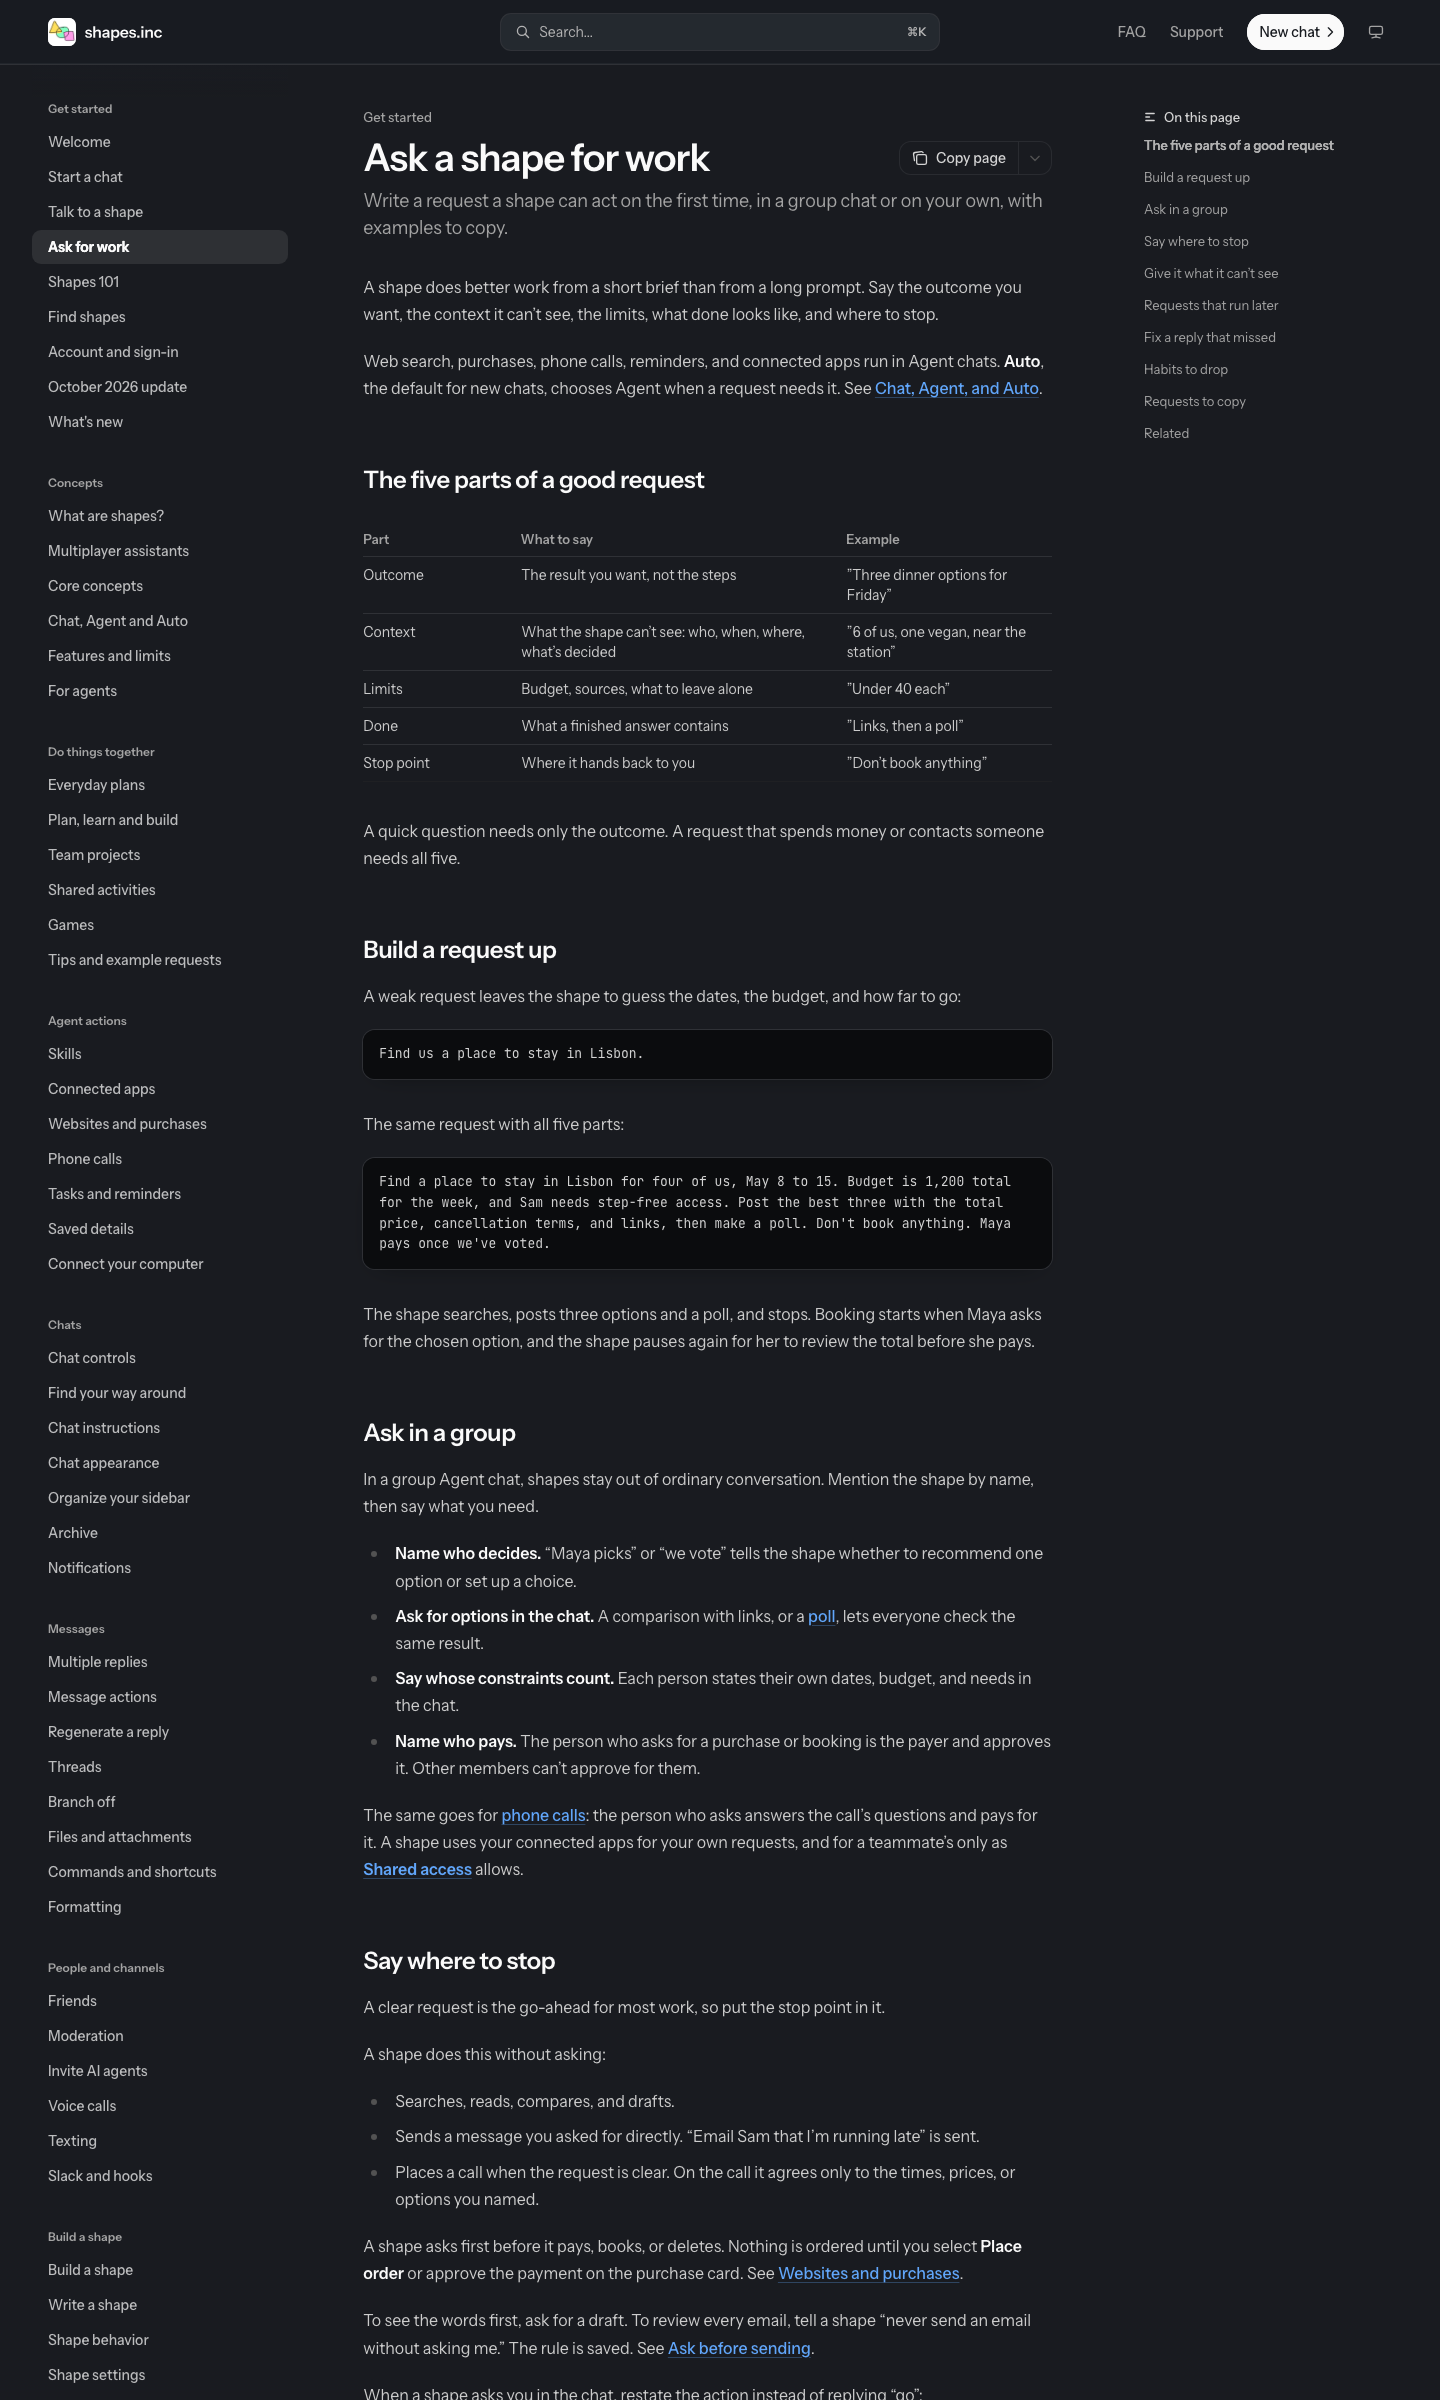 shapes.inc
Search...
⌘K
FAQ
Support
New chat
Get started
Welcome
Start a chat
Talk to a shape
Ask for work
Shapes 101
Find shapes
Account and sign-in
October 2026 update
What's new
Concepts
What are shapes?
Multiplayer assistants
Core concepts
Chat, Agent and Auto
Features and limits
For agents
Do things together
Everyday plans
Plan, learn and build
Team projects
Shared activities
Games
Tips and example requests
Agent actions
Skills
Connected apps
Websites and purchases
Phone calls
Tasks and reminders
Saved details
Connect your computer
Chats
Chat controls
Find your way around
Chat instructions
Chat appearance
Organize your sidebar
Archive
Notifications
Messages
Multiple replies
Message actions
Regenerate a reply
Threads
Branch off
Files and attachments
Commands and shortcuts
Formatting
People and channels
Friends
Moderation
Invite AI agents
Voice calls
Texting
Slack and hooks
Build a shape
Build a shape
Write a shape
Shape behavior
Shape settings
Get started
Ask a shape for work
Copy page
Write a request a shape can act on the first time, in a group chat or on your own, with
examples to copy.
A shape does better work from a short brief than from a long prompt. Say the outcome you
want, the context it can’t see, the limits, what done looks like, and where to stop.
Web search, purchases, phone calls, reminders, and connected apps run in Agent chats. Auto,
the default for new chats, chooses Agent when a request needs it. See Chat, Agent, and Auto.
The five parts of a good request
Part What to say Example
Outcome The result you want, not the steps ”Three dinner options for
Friday”
Context What the shape can’t see: who, when, where, ”6 of us, one vegan, near the
what’s decided station”
Limits Budget, sources, what to leave alone ”Under 40 each”
Done What a finished answer contains ”Links, then a poll”
Stop point Where it hands back to you ”Don’t book anything”
A quick question needs only the outcome. A request that spends money or contacts someone
needs all five.
Build a request up
A weak request leaves the shape to guess the dates, the budget, and how far to go:
Find us a place to stay in Lisbon.
The same request with all five parts:
Find a place to stay in Lisbon for four of us, May 8 to 15. Budget is 1,200 total
for the week, and Sam needs step-free access. Post the best three with the total
price, cancellation terms, and links, then make a poll. Don't book anything. Maya
pays once we've voted.
The shape searches, posts three options and a poll, and stops. Booking starts when Maya asks
for the chosen option, and the shape pauses again for her to review the total before she pays.
Ask in a group
In a group Agent chat, shapes stay out of ordinary conversation. Mention the shape by name,
then say what you need.
Name who decides. “Maya picks” or “we vote” tells the shape whether to recommend one
option or set up a choice.
Ask for options in the chat. A comparison with links, or a poll, lets everyone check the
same result.
Say whose constraints count. Each person states their own dates, budget, and needs in
the chat.
Name who pays. The person who asks for a purchase or booking is the payer and approves
it. Other members can’t approve for them.
The same goes for phone calls: the person who asks answers the call’s questions and pays for
it. A shape uses your connected apps for your own requests, and for a teammate’s only as
Shared access allows.
Say where to stop
A clear request is the go-ahead for most work, so put the stop point in it.
A shape does this without asking:
Searches, reads, compares, and drafts.
Sends a message you asked for directly. “Email Sam that I’m running late” is sent.
Places a call when the request is clear. On the call it agrees only to the times, prices, or
options you named.
A shape asks first before it pays, books, or deletes. Nothing is ordered until you select Place
order or approve the payment on the purchase card. See Websites and purchases.
To see the words first, ask for a draft. To review every email, tell a shape “never send an email
without asking me.” The rule is saved. See Ask before sending.
When a shape asks you in the chat, restate the action instead of replying “go”:
On this page
The five parts of a good request
Build a request up
Ask in a group
Say where to stop
Give it what it can’t see
Requests that run later
Fix a reply that missed
Habits to drop
Requests to copy
Related